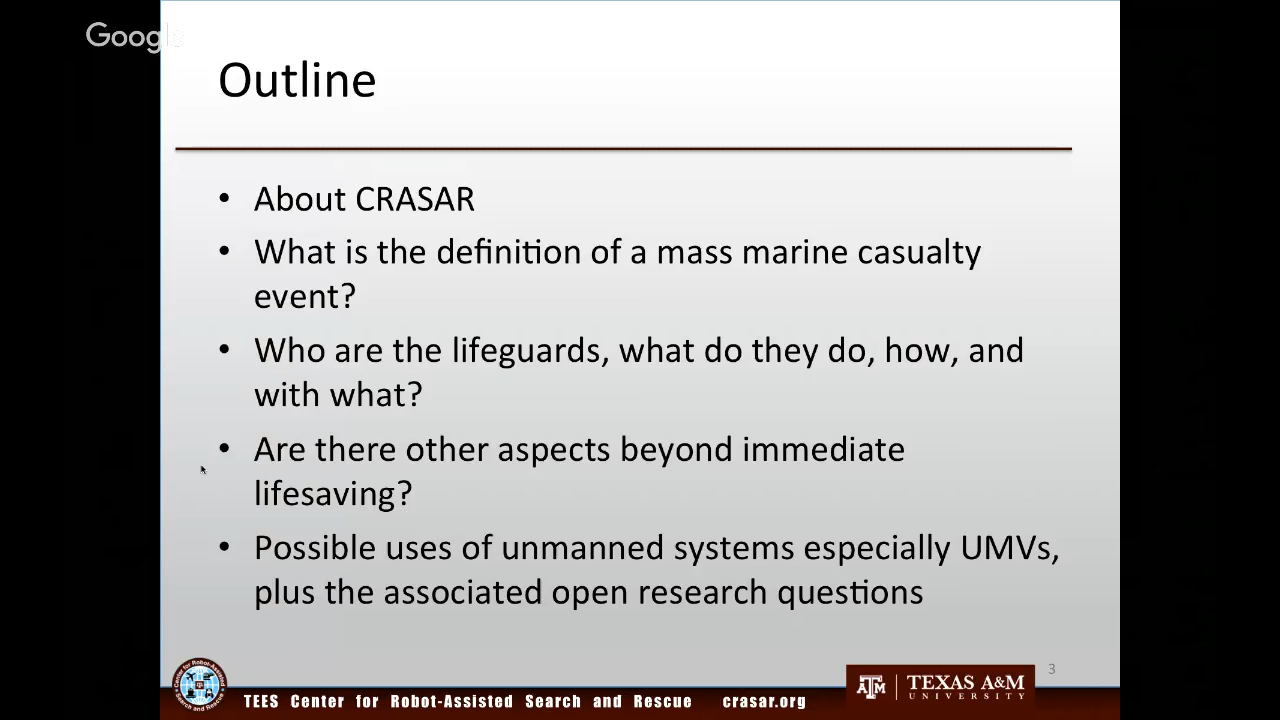 Google
Outline
• About CRASAR
• What is the definition of a mass marine casualty
event?
• Who are the lifeguards, what do they do, how, and
with what?
• Are there other aspects beyond immediate
lifesaving?
• Possible uses of unmanned systems especially UMVs,
plus the associated open research questions
3
TEES Center for Robot-Assisted Search and Rescue crasar.org
ATM TEXAS A&M
UNIVERSITY